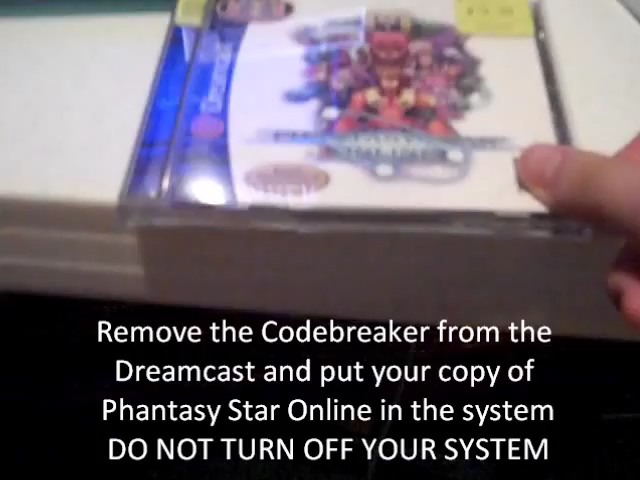 Dreamcast
Remove the Codebreaker from the
Dreamcast and put your copy of
Phantasy Star Online in the system
DO NOT TURN OFF YOUR SYSTEM